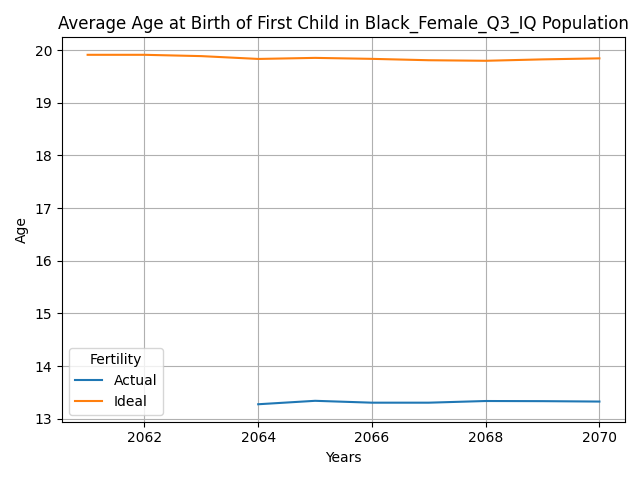 Average Age at Birth of First Child in Black_Female_Q3_IQ Population
Age
20
19
18
17
16
15
14
13
Fertility
Actual
Ideal
2062
2064
2066
2068
2070
Years